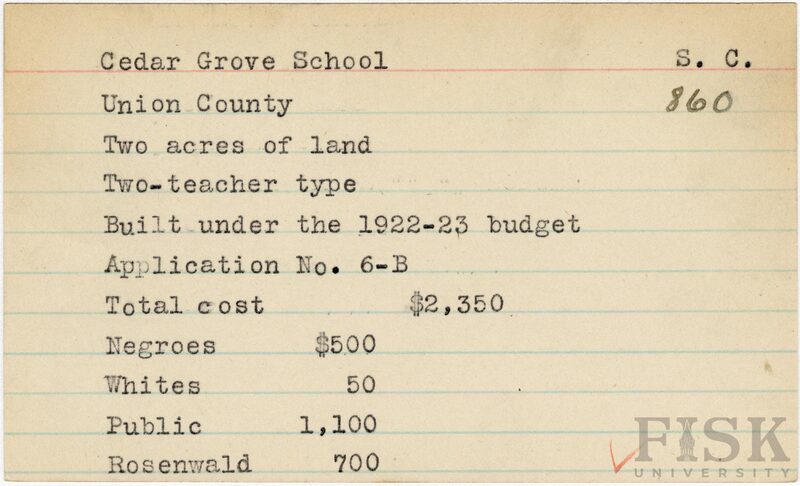 Cedar Grove School S. C.
Union County 860
Two acres of land
Two-teacher type
Built under the 1922-23 budget
Application No. 6-B
Total cost $2,350
Negroes $500
Whites 50
Public 1,100
Rosenwald 700
FISK
UNIVERSITY